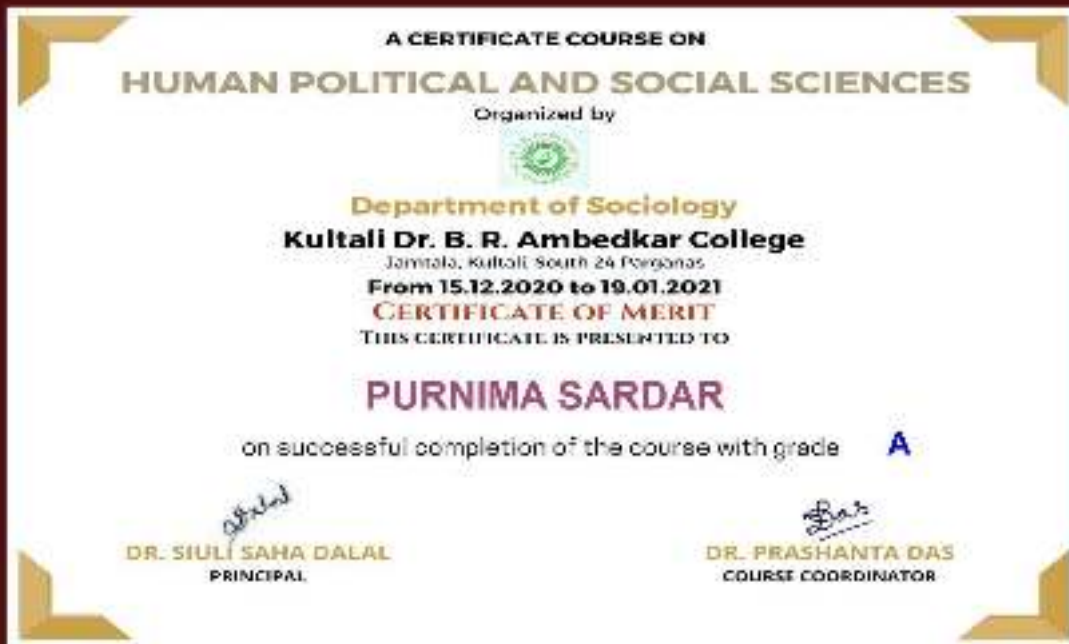 A CERTIFICATE COURSE ON
HUMAN POLITICAL AND SOCIAL SCIENCES
Organized by
Department of Sociology
Kultali Dr. B. R. Ambedkar College
Jamtala, Kultali, South 24 Parganas
From 15.12.2020 to 19.01.2021
CERTIFICATE OF MERIT
THIS CERTIFICATE IS PRESENTED TO
PURNIMA SARDAR
on successful completion of the course with grade A
Das
DR. SIULI SAHA DALAL
DR. PRASHANTA DAS
PRINCIPAL
COURSE COORDINATOR